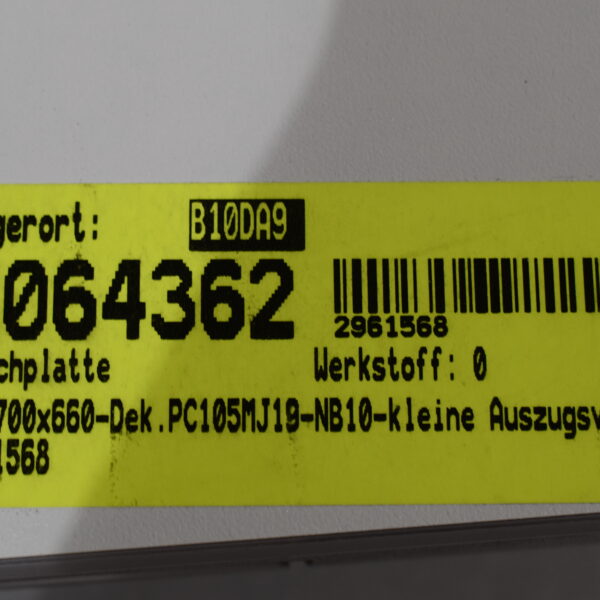 gerort: B10DA9
064362
2961568
chplatte Werkstoff: 0
700x660-Dek.PC105MJ19-NB10-kleine Auszugsv
1568